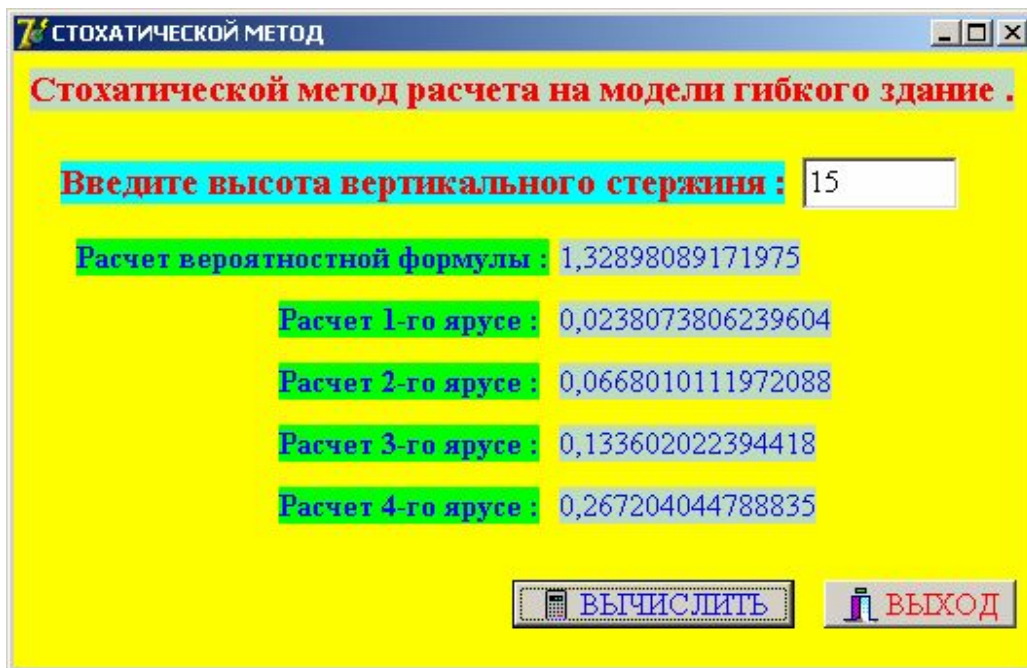 СТОХАТИЧЕСКОЙ МЕТОД
Стохатической метод расчета на модели гибкого здание .
Введите высота вертикального стержиня : 15
Расчет вероятностной формулы : 1,32898089171975
Расчет 1-го ярусе : 0,0238073806239604
Расчет 2-го ярусе : 0,0668010111972088
Расчет 3-го ярусе : 0,133602022394418
Расчет 4-го ярусе : 0,267204044788835
ВЫЧИСЛИТЬ ВЫХОД